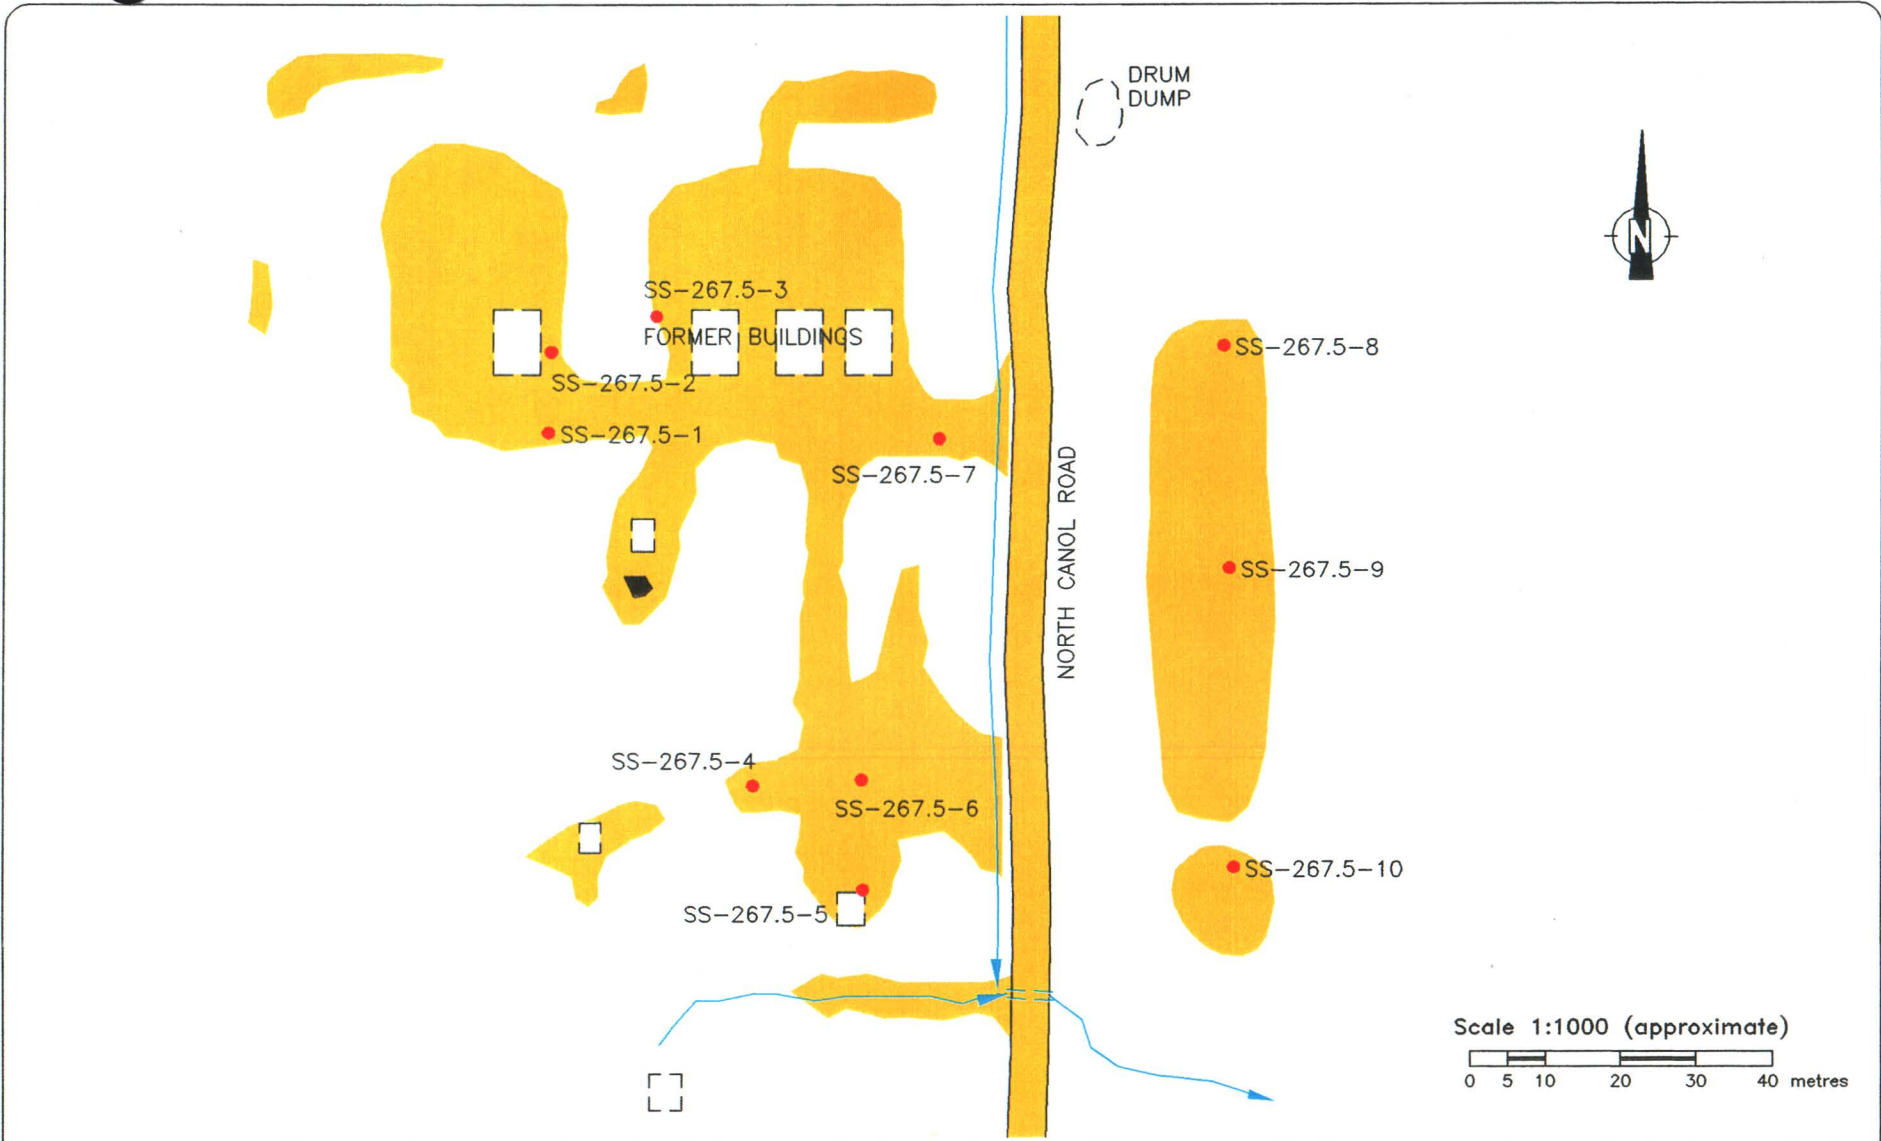 DRUM
DUMP
N
SS-267.5-3
FORMER BUILDINGS
SS-267.5-8
SS-267.5-2
SS-267.5-1
SS-267.5-7
NORTH CANOL ROAD
SS-267.5-9
SS-267.5-4
SS-267.5-6
SS-267.5-10
SS-267.5-5
Scale 1:1000 (approximate)
0 5 10 20 30 40 metres